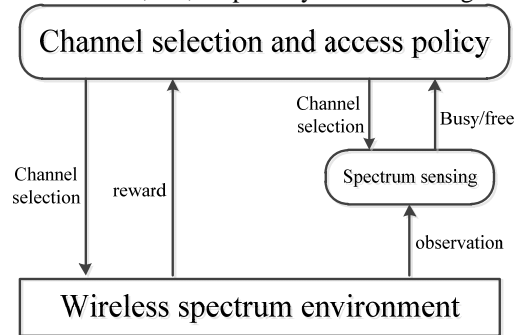 Channel selection and access policy
Channel
selection
reward
Channel
selection
Busy/free
Spectrum sensing
observation
Wireless spectrum environment